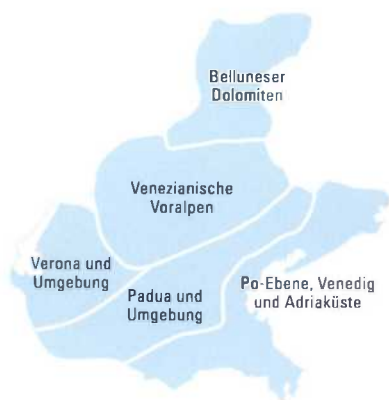 Belluneser
Dolomiten
Venezianische
Voralpen
Verona und
Umgebung
Padua und
Umgebung
Po-Ebene, Venedig
und Adriaküste